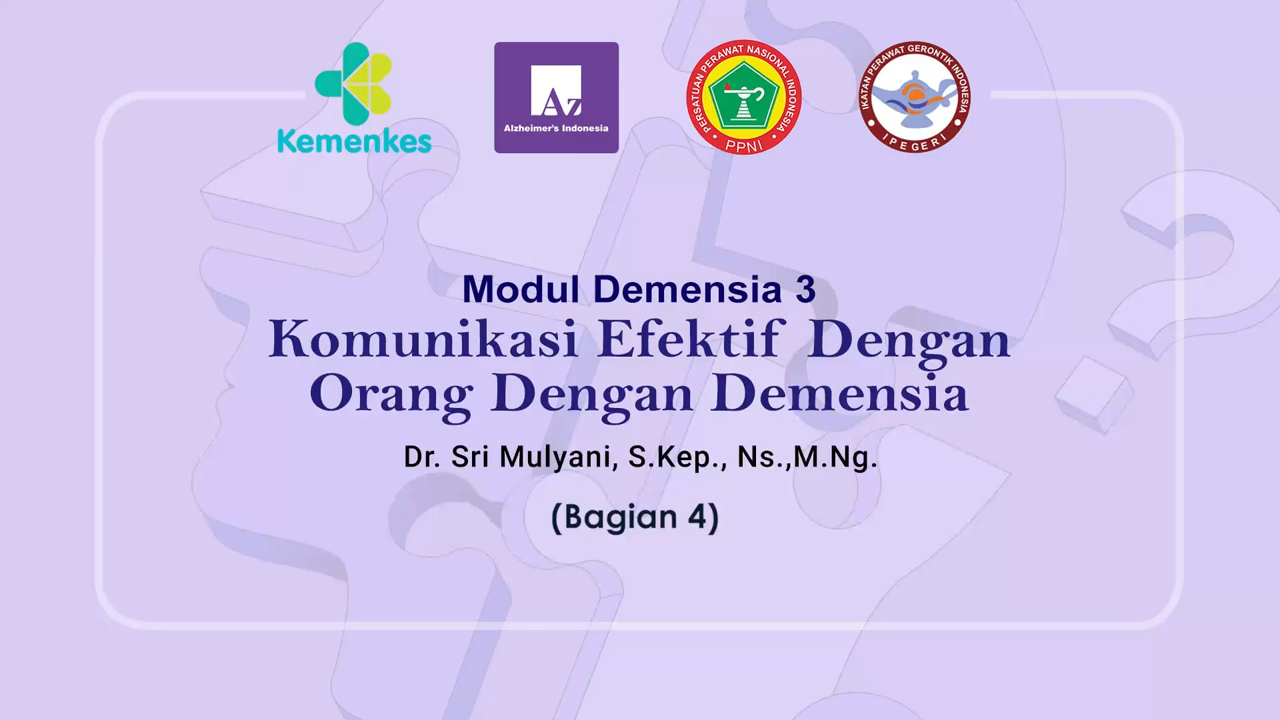 Kemenkes
Az
Alzheimer's Indonesia
PERSATUAN PERAWAT NASIONAL INDONESIA
PPNI
IKATAN PERAWAT GERONTIK INDONESIA
IPEGERI
Modul Demensia 3
Komunikasi Efektif Dengan
Orang Dengan Demensia
Dr. Sri Mulyani, S.Kep., Ns.,M.Ng.
(Bagian 4)